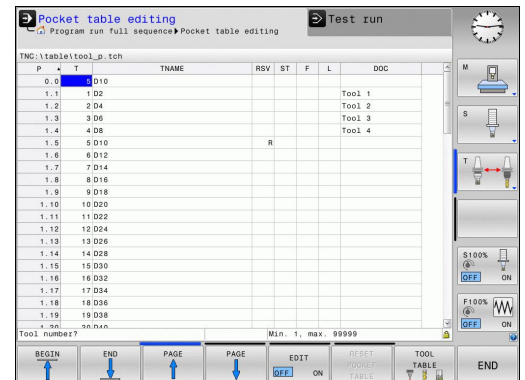 Pocket table editing
Test run
Program run full sequence Pocket table editing
TNC:\table\tool_p.tch
P T TNAME RSV ST F L DOC
0.0 5 D10
1.1 1 D2 Tool 1
1.2 2 D4 Tool 2
1.3 3 D6 Tool 3
1.4 4 D8 Tool 4
1.5 5 D10 R
1.6 6 D12
1.7 7 D14
1.8 8 D16
1.9 9 D18
1.10 10 D20
1.11 11 D22
1.12 12 D24
1.13 13 D26
1.14 14 D28
1.15 15 D30
1.16 16 D32
1.17 17 D34
1.18 18 D36
1.19 19 D38
1.20 20 D40
Tool number? Min. 1, max. 99999
M
S
T
S100%
OFF ON
F100%
OFF ON
BEGIN
END
PAGE
PAGE
EDIT
OFF ON
RESET
POCKET
TABLE
TOOL
TABLE
END